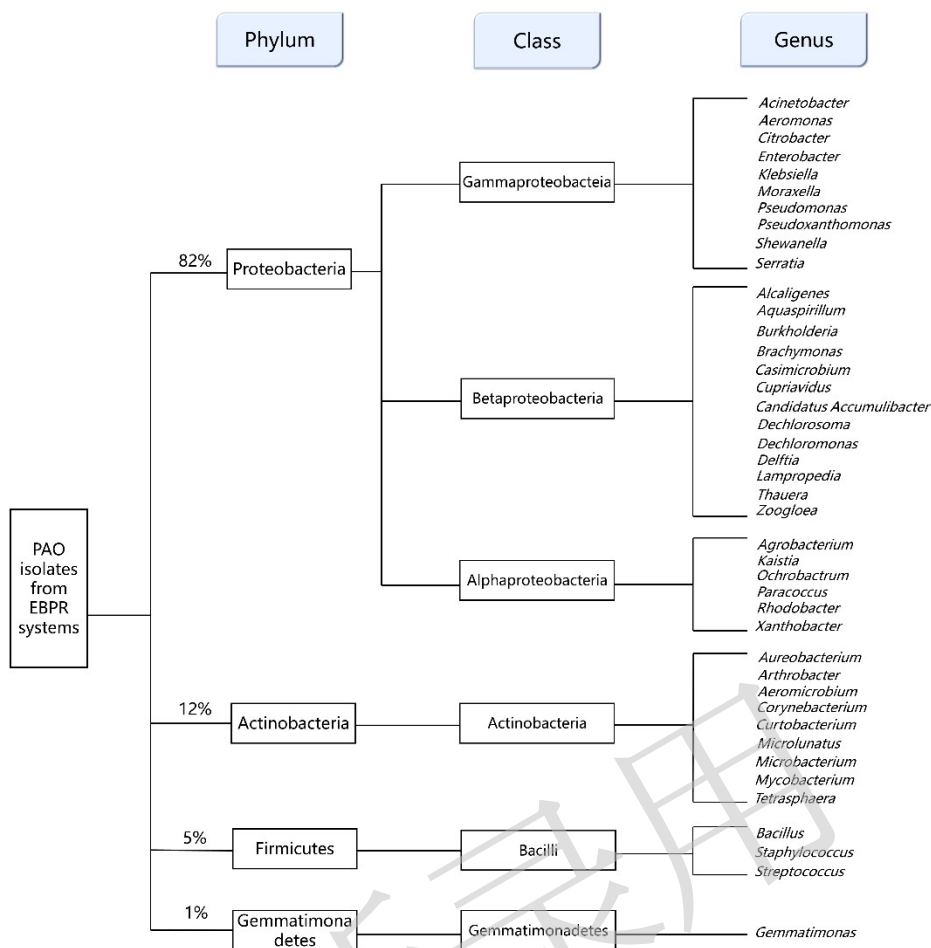 Phylum
Class
Genus
Acinetobacter
Aeromonas
Citrobacter
Enterobacter
Klebsiella
Moraxella
Pseudomonas
Pseudoxanthomonas
Shewanella
Serratia
Gammaproteobacteia
82%
Proteobacteria
Alcaligenes
Aquaspirillum
Burkholderia
Brachymonas
Casimicrobium
Cupriavidus
Candidatus Accumulibacter
Dechlorosoma
Dechloromonas
Delftia
Lampropedia
Thauera
Zoogloea
Betaproteobacteria
PAO
isolates
from
EBPR
systems
Agrobacterium
Kaistia
Ochrobactrum
Paracoccus
Rhodobacter
Xanthobacter
Alphaproteobacteria
12%
Actinobacteria
Actinobacteria
Aureobacterium
Arthrobacter
Aeromicrobium
Corynebacterium
Curtobacterium
Microlunatus
Microbacterium
Mycobacterium
Tetrasphaera
5%
Firmicutes
Bacilli
Bacillus
Staphylococcus
Streptococcus
1%
Gemmatimona
detes
Gemmatimonadetes
Gemmatimonas